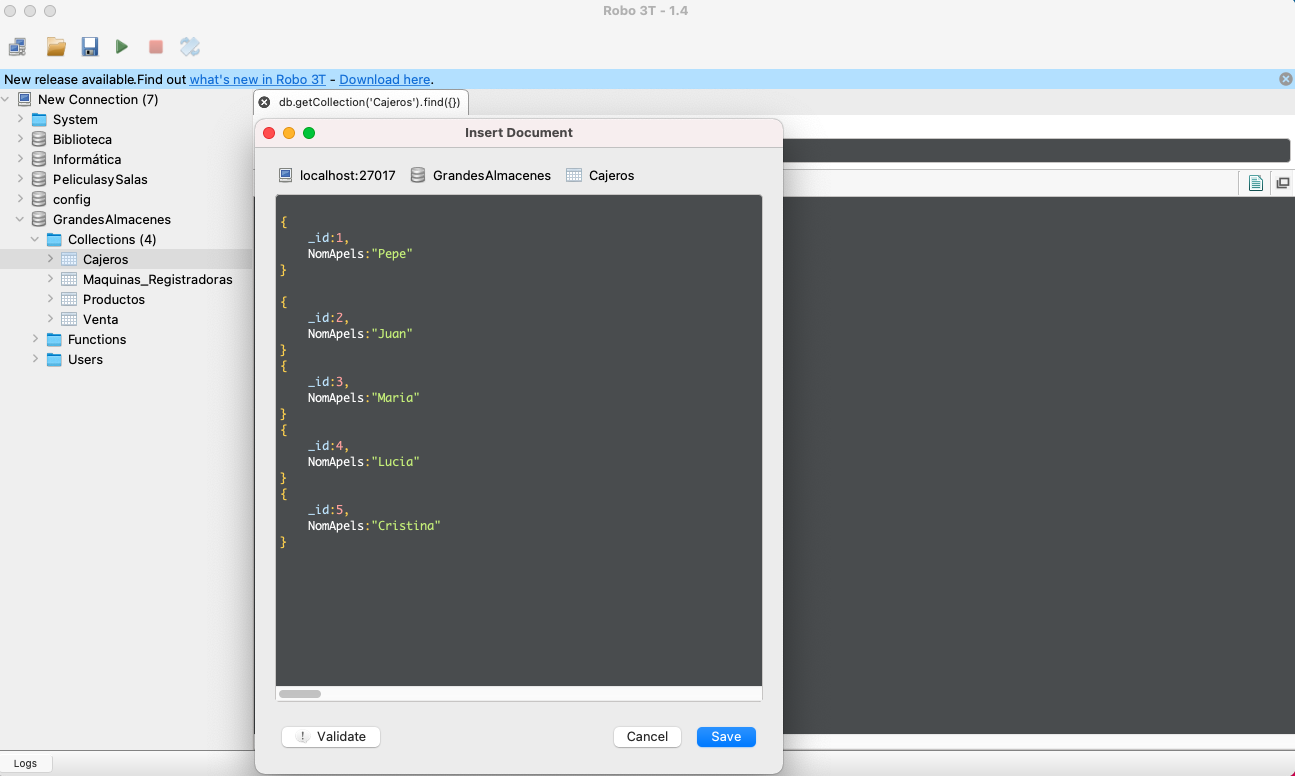 Robo 3T - 1.4
New release available.Find out what's new in Robo 3T - Download here.
New Connection (7)
System
Biblioteca
Informática
PeliculasySalas
config
GrandesAlmacenes
Collections (4)
Cajeros
Maquinas_Registradoras
Productos
Venta
Functions
Users
db.getCollection('Cajeros').find({})
Insert Document
localhost:27017 GrandesAlmacenes Cajeros
{
_id:1,
NomApels:"Pepe"
}
{
_id:2,
NomApels:"Juan"
}
{
_id:3,
NomApels:"Maria"
}
{
_id:4,
NomApels:"Lucia"
}
{
_id:5,
NomApels:"Cristina"
}
! Validate Cancel Save
Logs